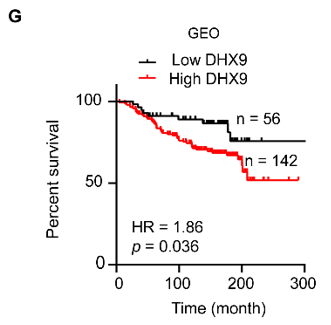 G
GEO
Low DHX9
High DHX9
100
n = 56
n = 142
50
HR = 1.86
p = 0.036
0
0 100 200 300
Time (month)
Percent survival